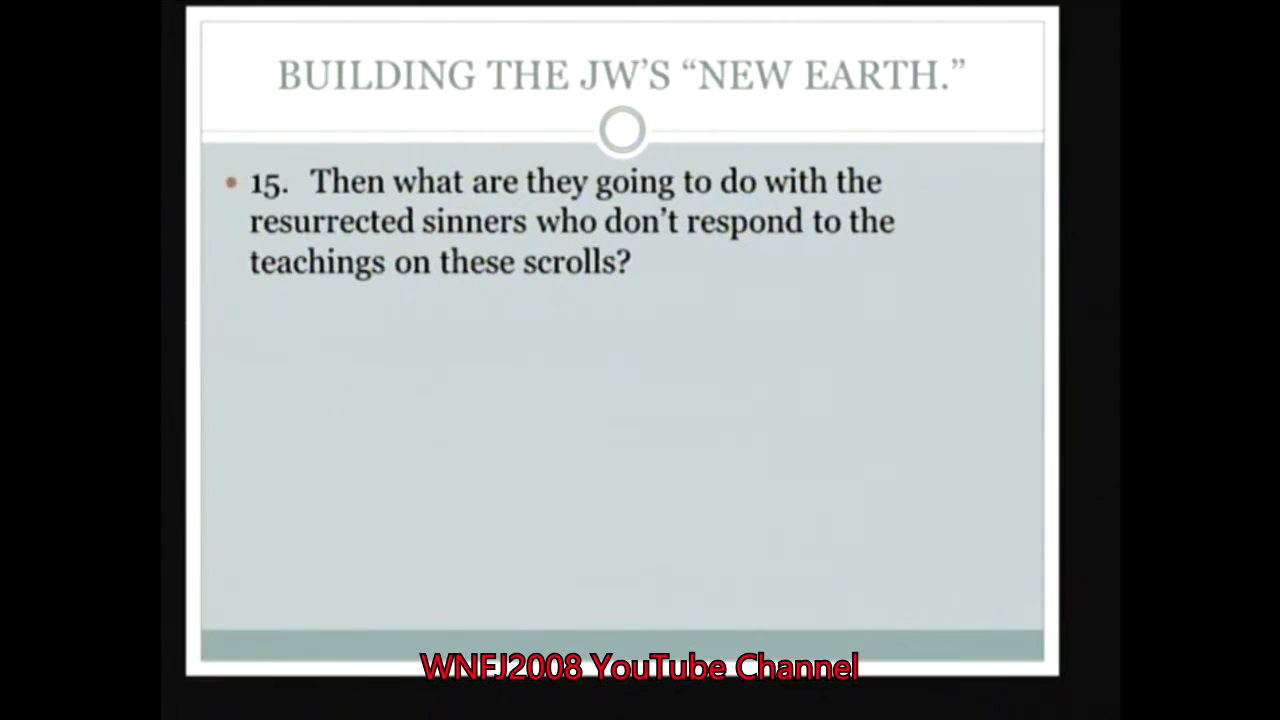 BUILDING THE JW’S “NEW EARTH.”
• 15. Then what are they going to do with the
resurrected sinners who don’t respond to the
teachings on these scrolls?
WNFJ2008 YouTube Channel